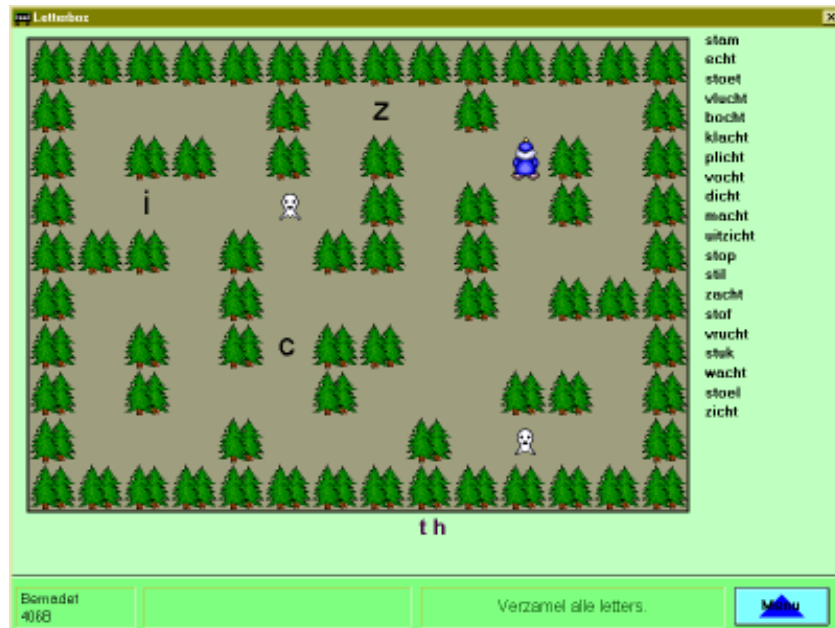 Letterbox
stam
echt
stoet
vlucht
bocht
klacht
plicht
vocht
dicht
macht
uitzicht
stop
stil
zacht
stof
vrucht
stuk
wacht
stoel
zicht
z
i
c
t h
Bernadet
406B
Verzamel alle letters.
Menu